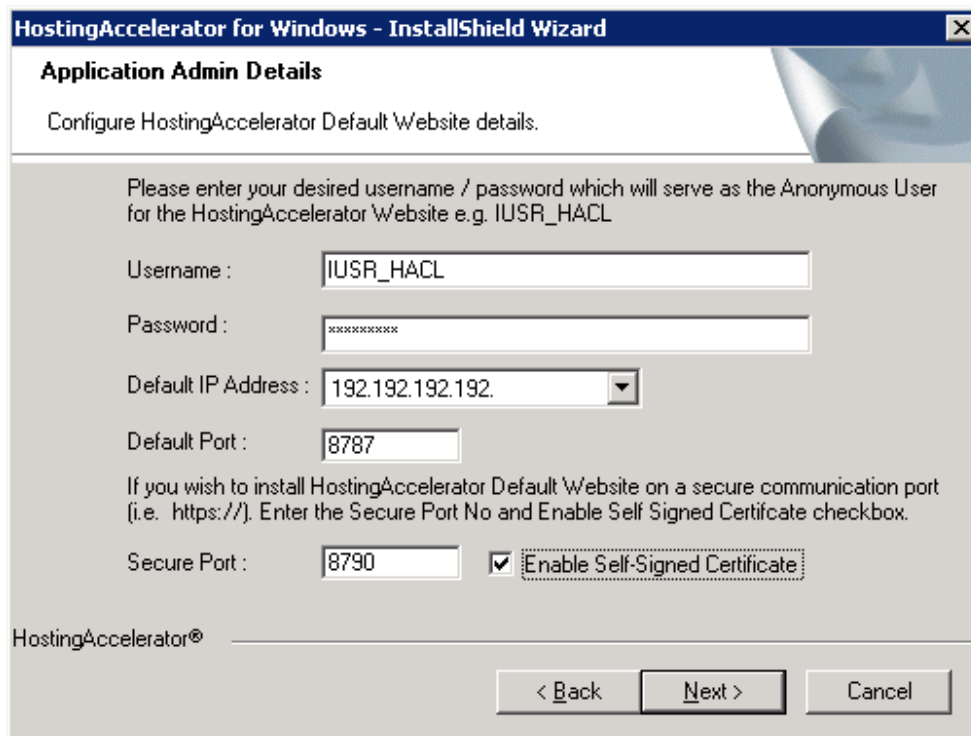 HostingAccelerator for Windows - InstallShield Wizard
Application Admin Details
Configure HostingAccelerator Default Website details.
Please enter your desired username / password which will serve as the Anonymous User
for the HostingAccelerator Website e.g. IUSR_HACL
Username :
IUSR_HACL
Password :
×××××××××
Default IP Address :
192.192.192.192.
Default Port :
8787
If you wish to install HostingAccelerator Default Website on a secure communication port
(i.e. https://). Enter the Secure Port No and Enable Self Signed Certifcate checkbox.
Secure Port :
8790
Enable Self-Signed Certificate
HostingAccelerator®
< Back
Next >
Cancel